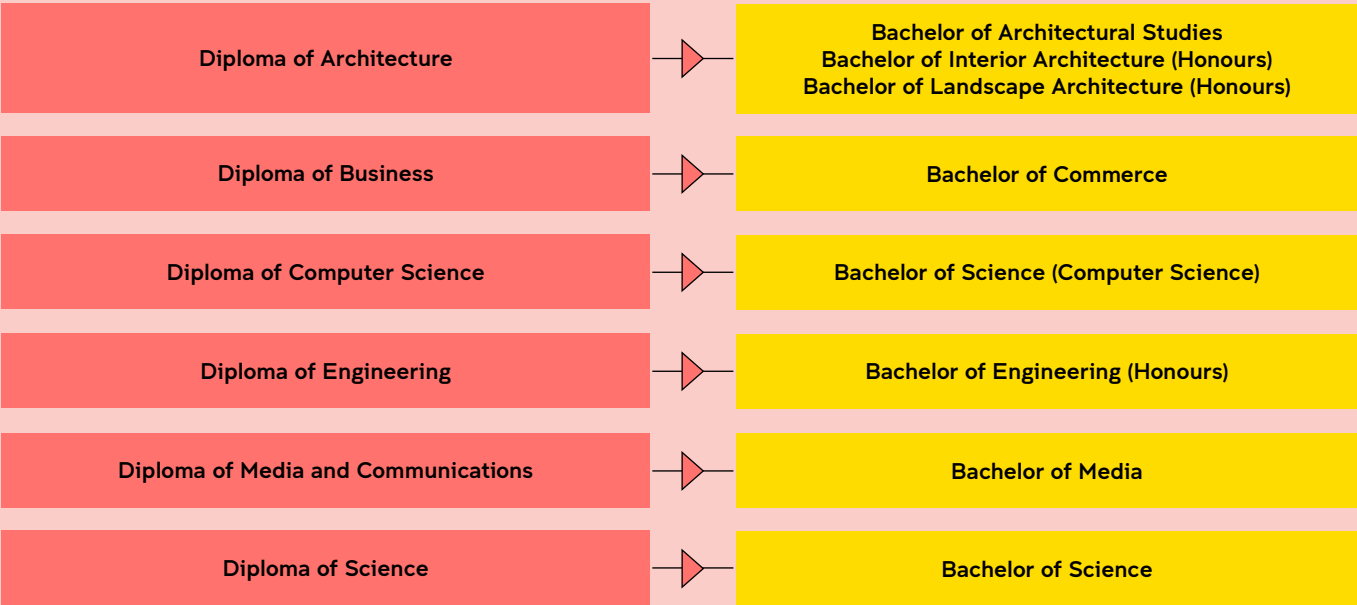 Diploma of Architecture
Bachelor of Architectural Studies
Bachelor of Interior Architecture (Honours)
Bachelor of Landscape Architecture (Honours)
Diploma of Business
Bachelor of Commerce
Diploma of Computer Science
Bachelor of Science (Computer Science)
Diploma of Engineering
Bachelor of Engineering (Honours)
Diploma of Media and Communications
Bachelor of Media
Diploma of Science
Bachelor of Science